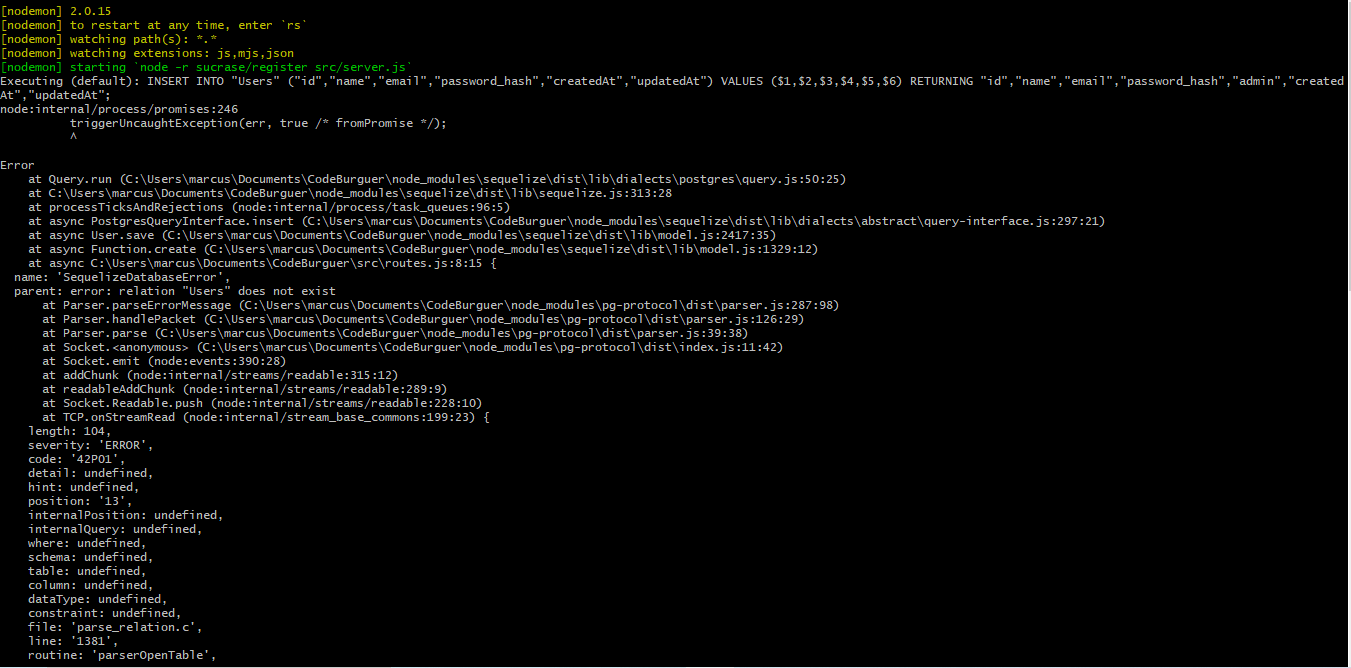 [nodemon] 2.0.15
[nodemon] to restart at any time, enter `rs`
[nodemon] watching path(s): *.*
[nodemon] watching extensions: js,mjs,json
[nodemon] starting `node -r sucrase/register src/server.js`
Executing (default): INSERT INTO "Users" ("id","name","email","password_hash","createdAt","updatedAt") VALUES ($1,$2,$3,$4,$5,$6) RETURNING "id","name","email","password_hash","admin","created
At","updatedAt";
node:internal/process/promises:246
          triggerUncaughtException(err, true /* fromPromise */);
          ^

Error
    at Query.run (C:\Users\marcus\Documents\CodeBurguer\node_modules\sequelize\dist\lib\dialects\postgres\query.js:50:25)
    at C:\Users\marcus\Documents\CodeBurguer\node_modules\sequelize\dist\lib\sequelize.js:313:28
    at processTicksAndRejections (node:internal/process/task_queues:96:5)
    at async PostgresQueryInterface.insert (C:\Users\marcus\Documents\CodeBurguer\node_modules\sequelize\dist\lib\dialects\abstract\query-interface.js:297:21)
    at async User.save (C:\Users\marcus\Documents\CodeBurguer\node_modules\sequelize\dist\lib\model.js:2417:35)
    at async Function.create (C:\Users\marcus\Documents\CodeBurguer\node_modules\sequelize\dist\lib\model.js:1329:12)
    at async C:\Users\marcus\Documents\CodeBurguer\src\routes.js:8:15 {
  name: 'SequelizeDatabaseError',
  parent: error: relation "Users" does not exist
      at Parser.parseErrorMessage (C:\Users\marcus\Documents\CodeBurguer\node_modules\pg-protocol\dist\parser.js:287:98)
      at Parser.handlePacket (C:\Users\marcus\Documents\CodeBurguer\node_modules\pg-protocol\dist\parser.js:126:29)
      at Parser.parse (C:\Users\marcus\Documents\CodeBurguer\node_modules\pg-protocol\dist\parser.js:39:38)
      at Socket.<anonymous> (C:\Users\marcus\Documents\CodeBurguer\node_modules\pg-protocol\dist\index.js:11:42)
      at Socket.emit (node:events:390:28)
      at addChunk (node:internal/streams/readable:315:12)
      at readableAddChunk (node:internal/streams/readable:289:9)
      at Socket.Readable.push (node:internal/streams/readable:228:10)
      at TCP.onStreamRead (node:internal/stream_base_commons:199:23) {
    length: 104,
    severity: 'ERROR',
    code: '42P01',
    detail: undefined,
    hint: undefined,
    position: '13',
    internalPosition: undefined,
    internalQuery: undefined,
    where: undefined,
    schema: undefined,
    table: undefined,
    column: undefined,
    dataType: undefined,
    constraint: undefined,
    file: 'parse_relation.c',
    line: '1381',
    routine: 'parserOpenTable',